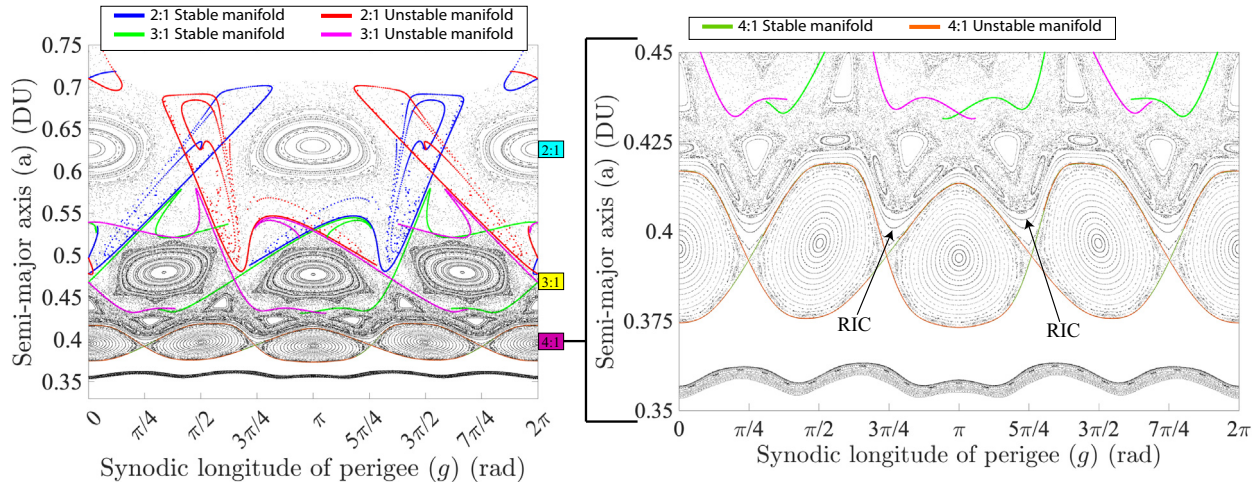 2:1 Stable manifold
2:1 Unstable manifold
3:1 Stable manifold
3:1 Unstable manifold
Semi-major axis (a) (DU)
0.75
0.7
0.65
0.6
0.55
0.5
0.45
0.4
0.35
2:1
3:1
4:1
0
π/4
π/2
3π/4
π
5π/4
3π/2
7π/4
2π
Synodic longitude of perigee (g) (rad)
4:1 Stable manifold
4:1 Unstable manifold
Semi-major axis (a) (DU)
0.45
0.425
0.4
0.375
0.35
RIC
RIC
0
π/4
π/2
3π/4
π
5π/4
3π/2
7π/4
2π
Synodic longitude of perigee (g) (rad)